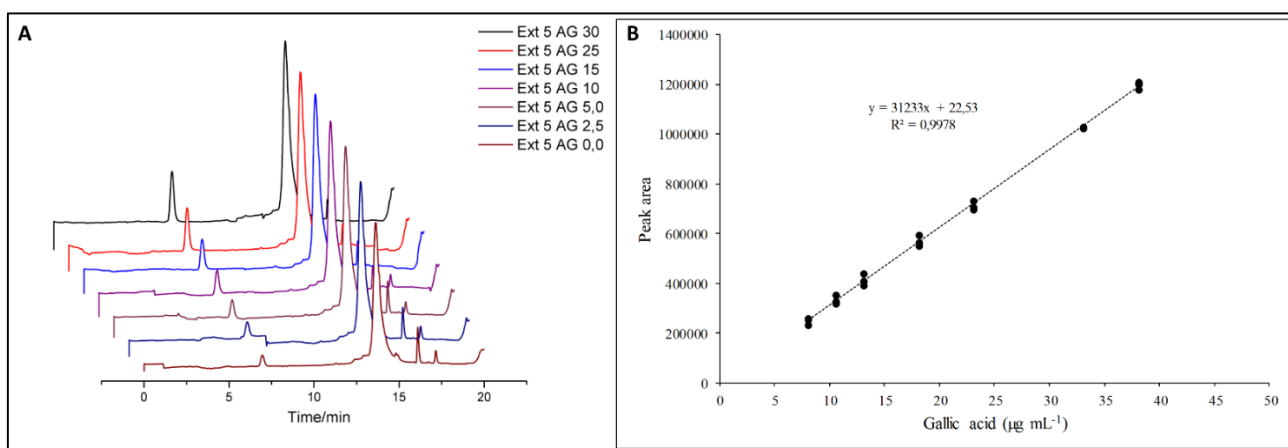 A
Ext 5 AG 30
Ext 5 AG 25
Ext 5 AG 15
Ext 5 AG 10
Ext 5 AG 5,0
Ext 5 AG 2,5
Ext 5 AG 0,0
0 5 10 15 20
Time/min
B
1400000
1200000
1000000
800000
600000
400000
200000
0
Peak area
y = 31233x + 22,53
R² = 0,9978
0 5 10 15 20 25 30 35 40 45 50
Gallic acid (µg mL⁻¹)